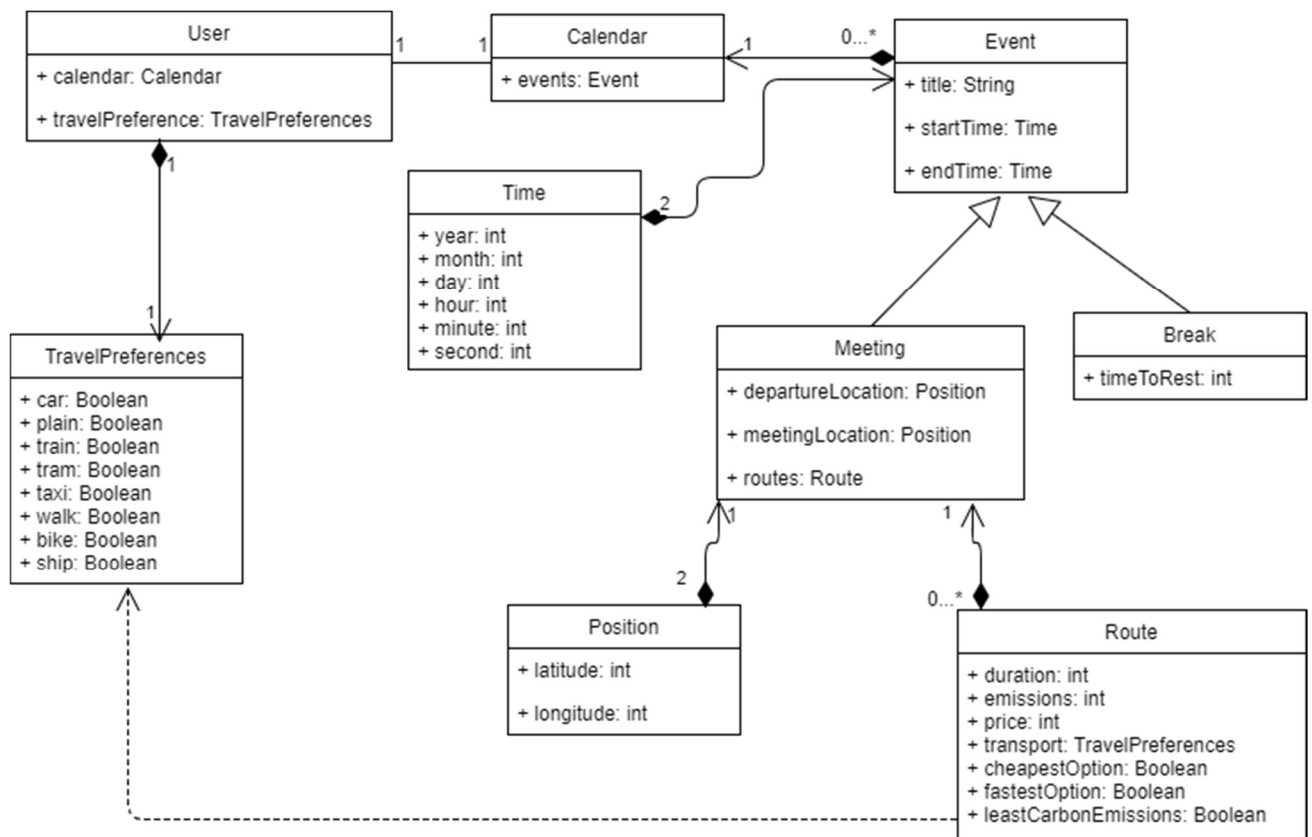 User
+ calendar: Calendar
+ travelPreference: TravelPreferences
1
1
Calendar
+ events: Event
1
0...*
Event
+ title: String
+ startTime: Time
+ endTime: Time
1
1
Time
+ year: int
+ month: int
+ day: int
+ hour: int
+ minute: int
+ second: int
2
TravelPreferences
+ car: Boolean
+ plain: Boolean
+ train: Boolean
+ tram: Boolean
+ taxi: Boolean
+ walk: Boolean
+ bike: Boolean
+ ship: Boolean
Meeting
+ departureLocation: Position
+ meetingLocation: Position
+ routes: Route
Break
+ timeToRest: int
1
2
1
0...*
Position
+ latitude: int
+ longitude: int
Route
+ duration: int
+ emissions: int
+ price: int
+ transport: TravelPreferences
+ cheapestOption: Boolean
+ fastestOption: Boolean
+ leastCarbonEmissions: Boolean